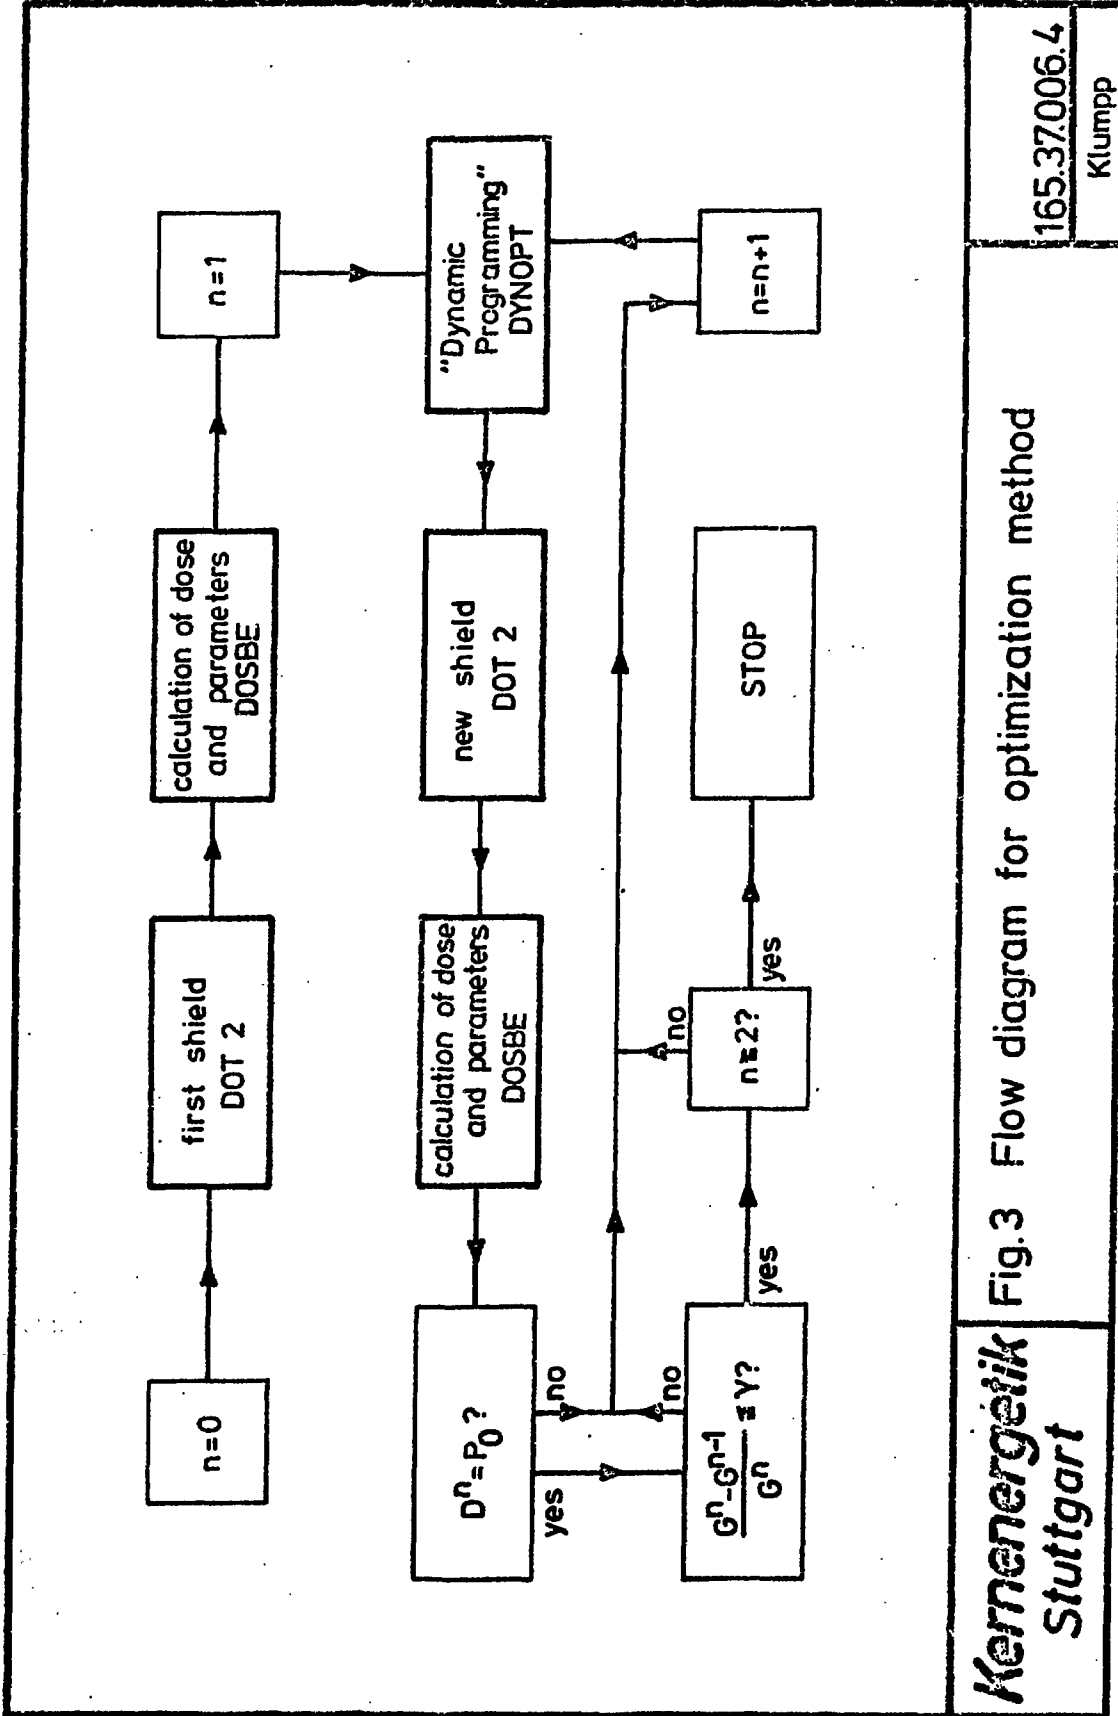 n=0
first shield
DOT 2
calculation of dose
and parameters
DOSBE
n=1
"Dynamic
Programming"
DYNOPT
new shield
DOT 2
calculation of dose
and parameters
DOSBE
Dⁿ=P₀?
yes
no
Gⁿ-Gⁿ⁻¹
Gⁿ
≦γ?
no
yes
n≧2?
no
yes
STOP
n=n+1
Kernenergetik
Stuttgart
Fig.3 Flow diagram for optimization method
165.37.006.4
Klumpp